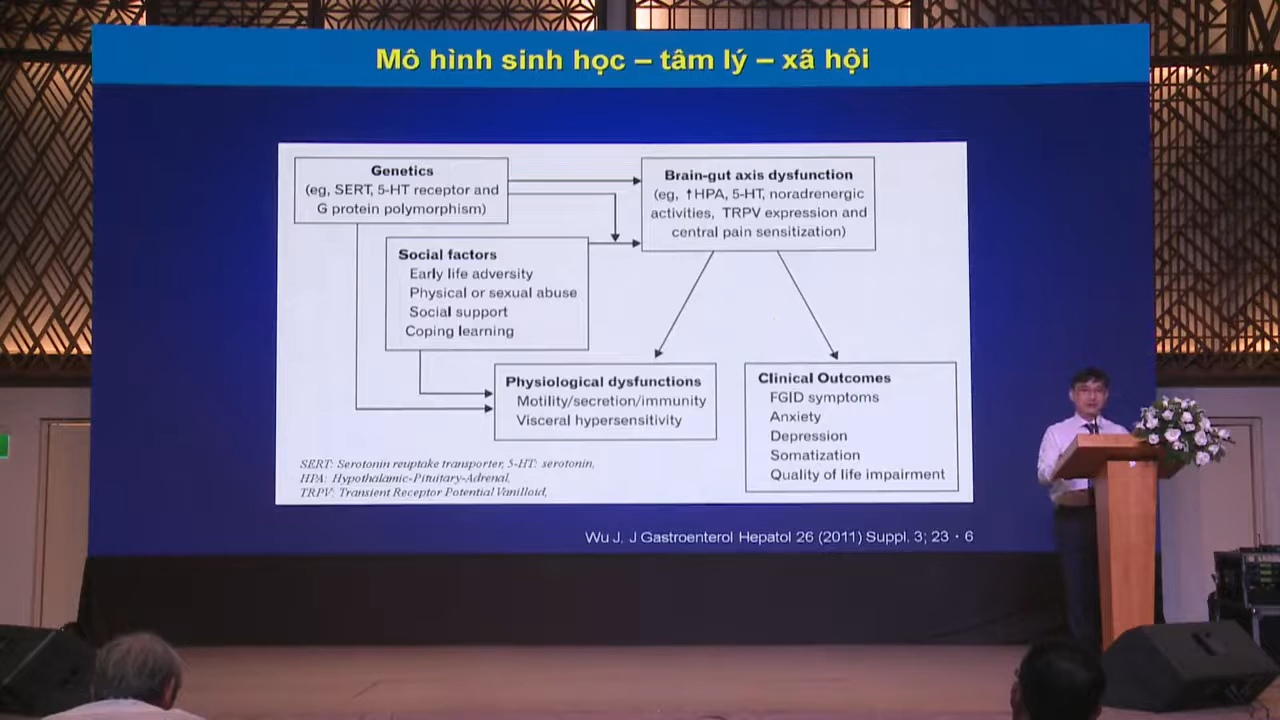 Mô hình sinh học – tâm lý – xã hội
Genetics
(eg, SERT, 5-HT receptor and
G protein polymorphism)
Brain-gut axis dysfunction
(eg, ↑HPA, 5-HT, noradrenergic
activities, TRPV expression and
central pain sensitization)
Social factors
Early life adversity
Physical or sexual abuse
Social support
Coping learning
Physiological dysfunctions
Motility/secretion/immunity
Visceral hypersensitivity
Clinical Outcomes
FGID symptoms
Anxiety
Depression
Somatization
Quality of life impairment
SERT: Serotonin reuptake transporter, 5-HT: serotonin,
HPA: Hypothalamic-Pituitary-Adrenal,
TRPV: Transient Receptor Potential Vanilloid,
Wu J. J Gastroenterol Hepatol 26 (2011) Suppl. 3; 23 · 6